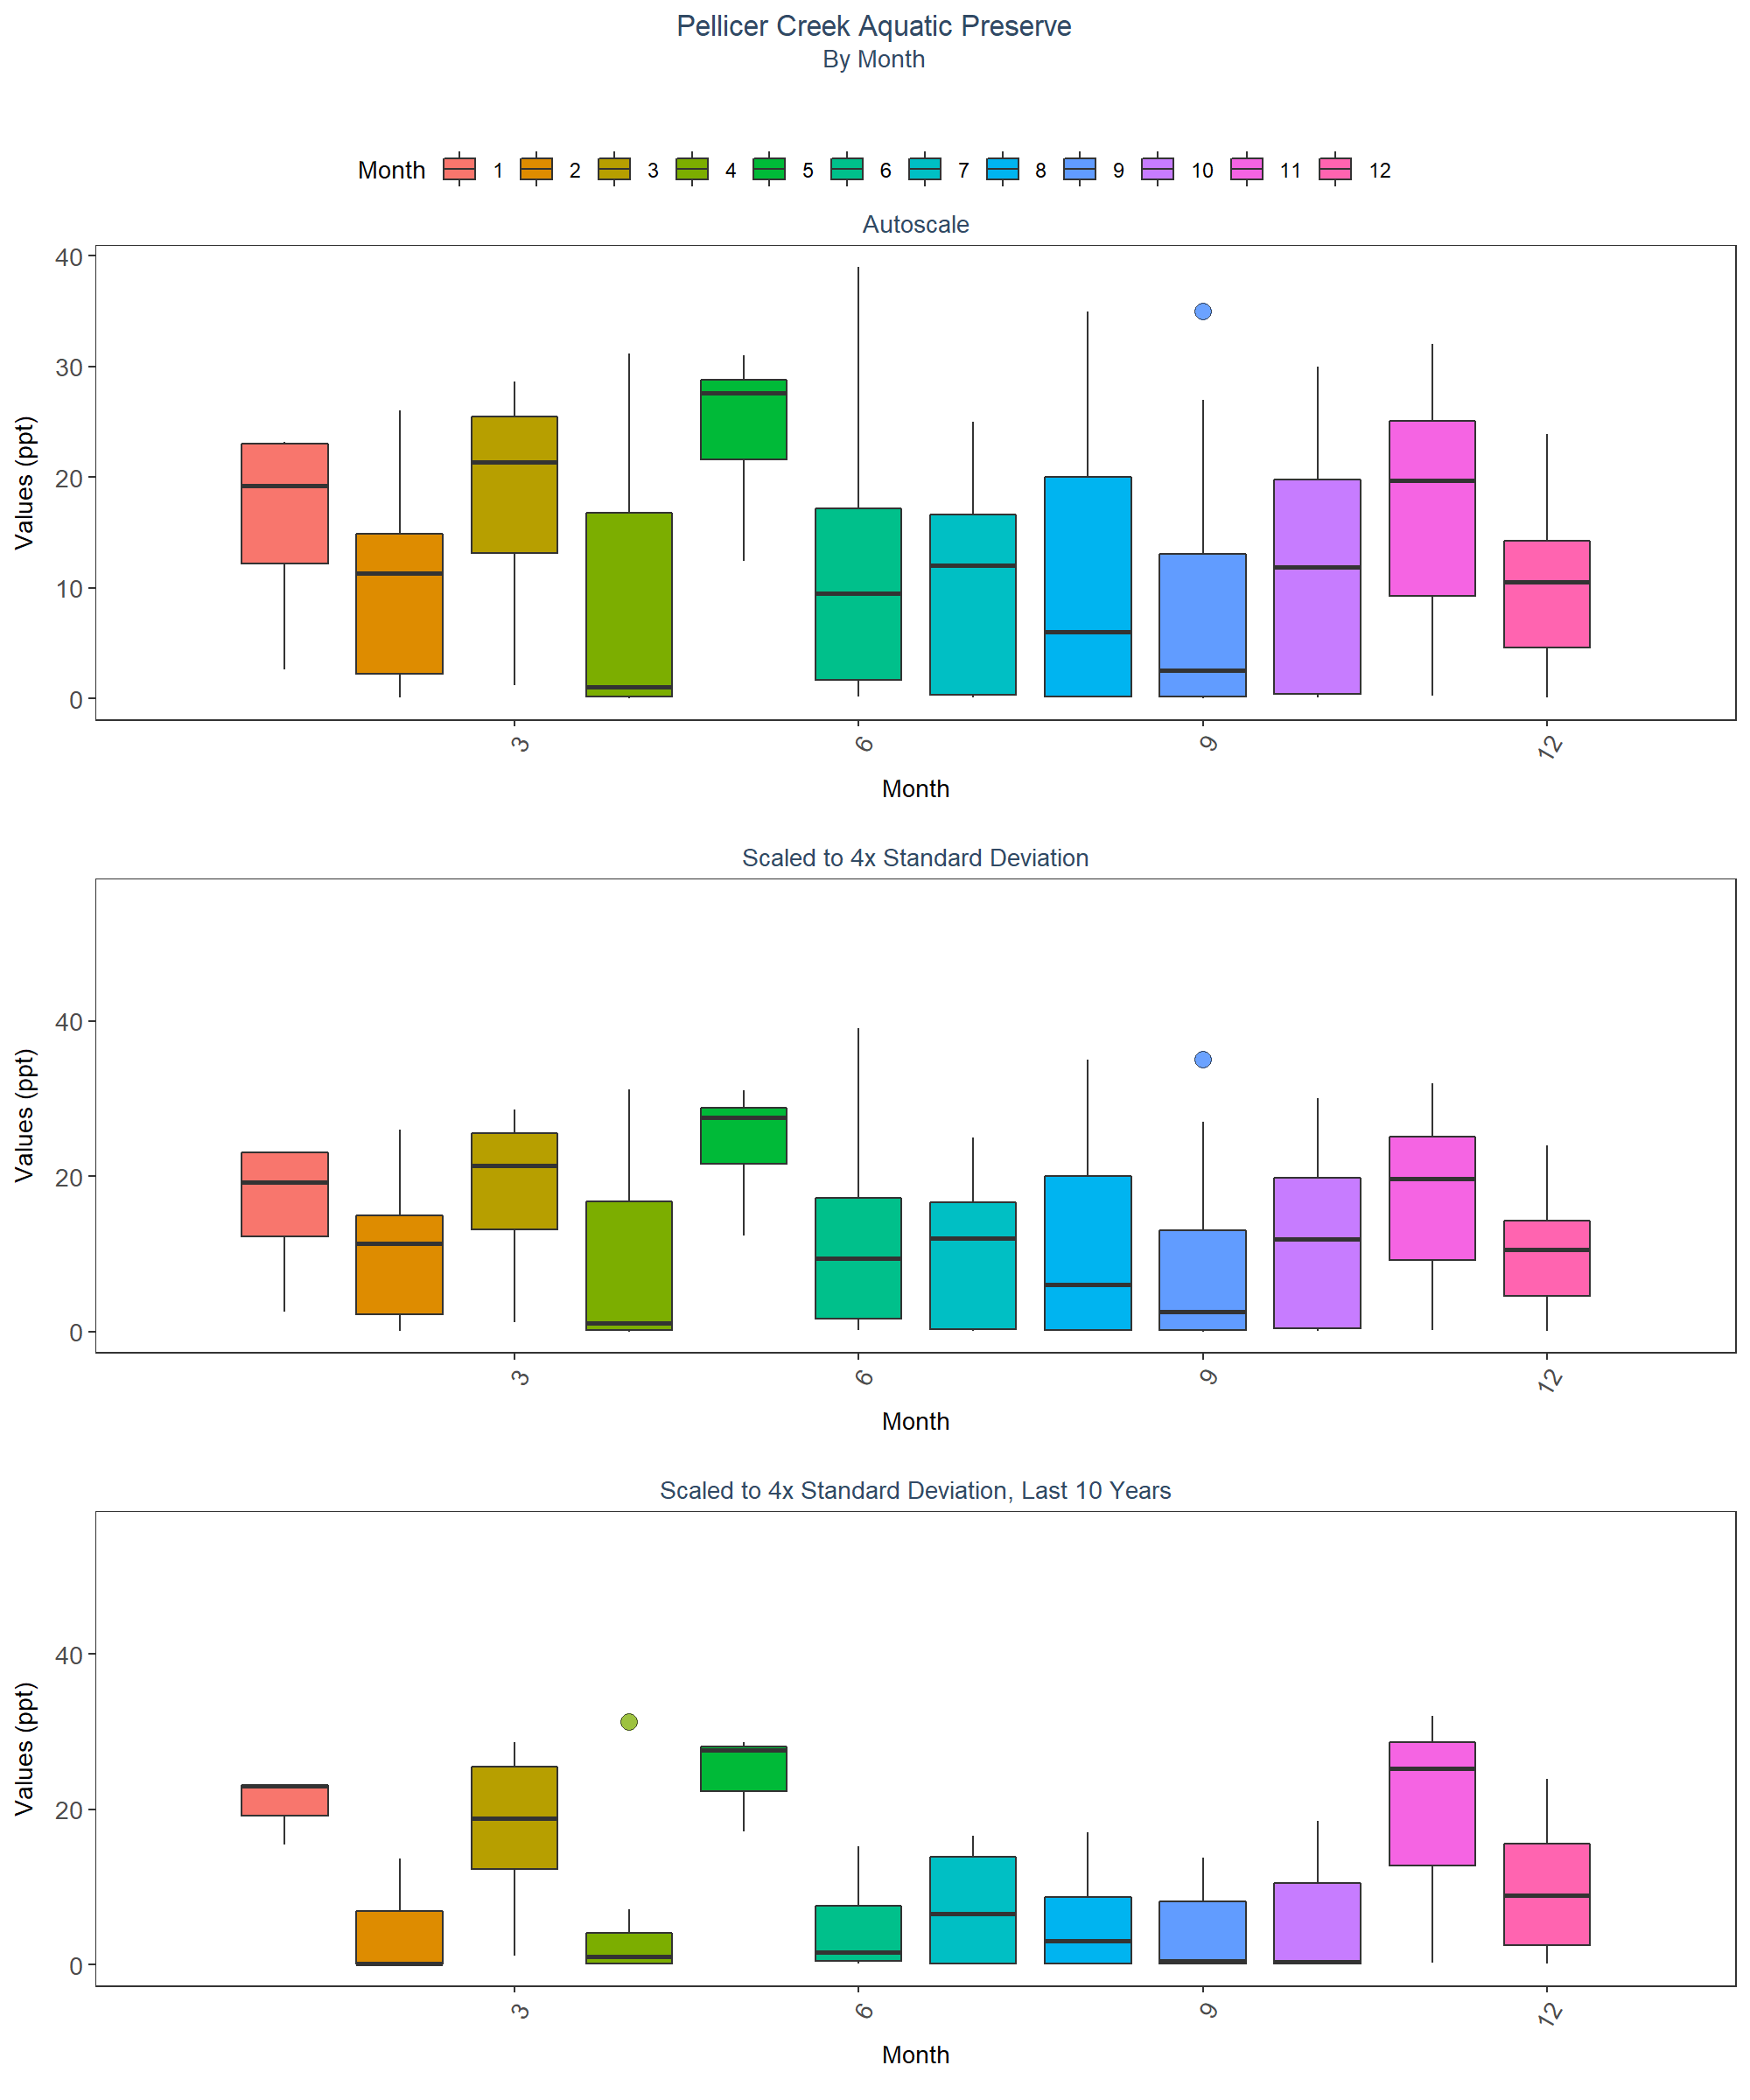 Pellicer Creek Aquatic Preserve
By Month
Month 1 2 3 4 5 6 7 8 9 10 11 12
Autoscale
Values (ppt)
40
30
20
10
0
3 6 9 12
Month
Scaled to 4x Standard Deviation
Values (ppt)
40
20
0
3 6 9 12
Month
Scaled to 4x Standard Deviation, Last 10 Years
Values (ppt)
40
20
0
3 6 9 12
Month